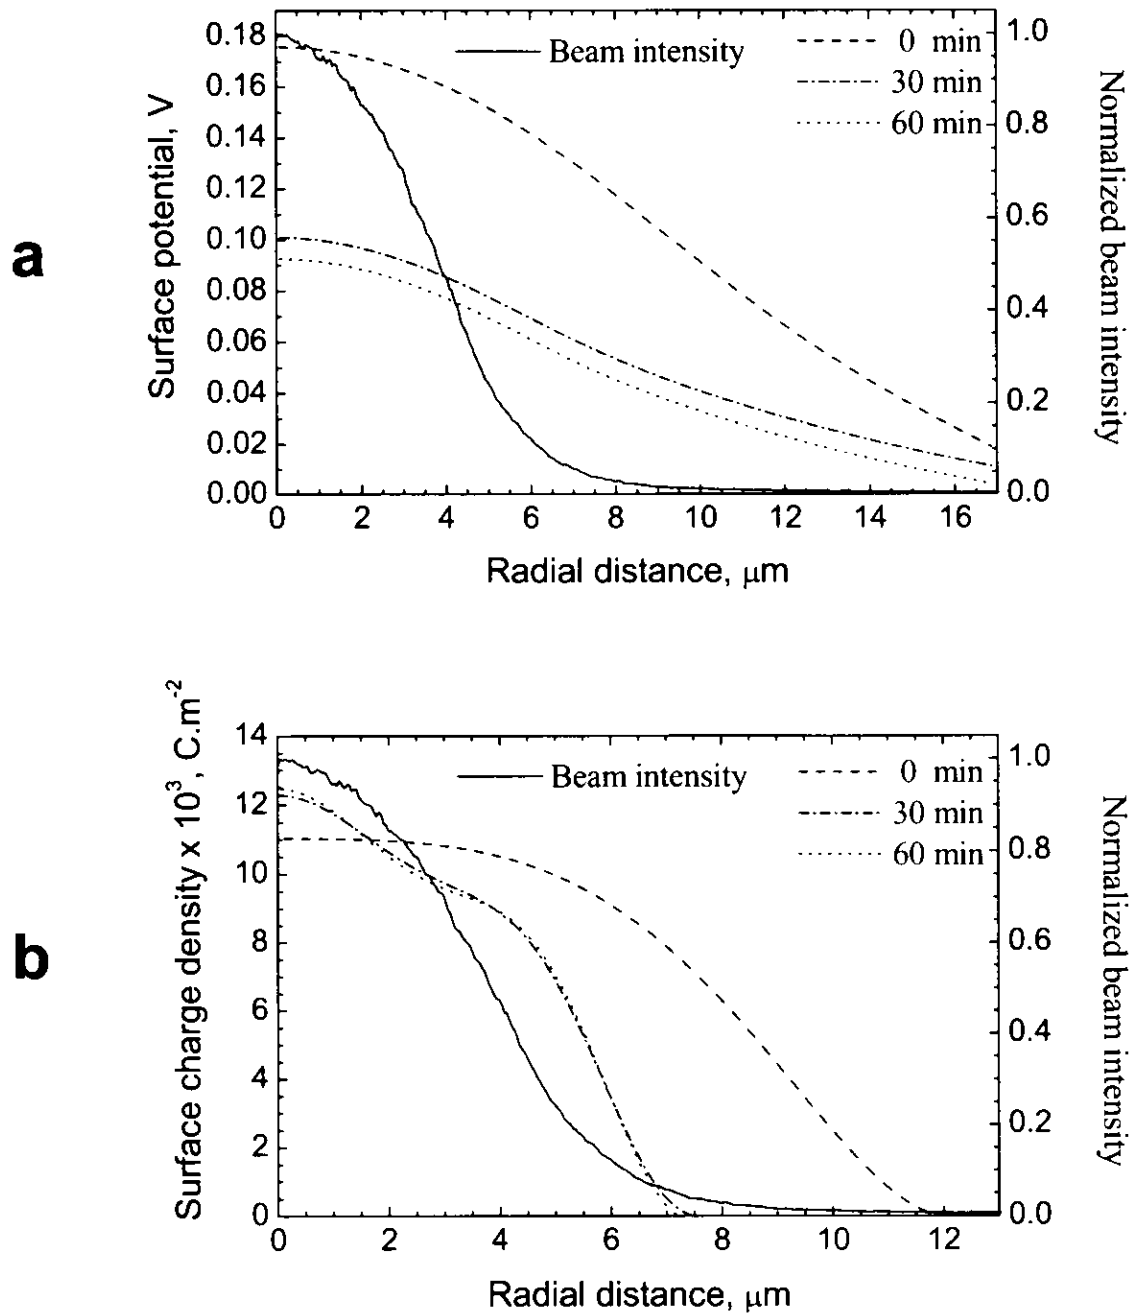 a
Surface potential, V
0.18
0.16
0.14
0.12
0.10
0.08
0.06
0.04
0.02
0.00
Beam intensity
0 min
30 min
60 min
1.0
0.8
0.6
0.4
0.2
0.0
Normalized beam intensity
0 2 4 6 8 10 12 14 16
Radial distance, μm
b
Surface charge density x 10³, C.m⁻²
14
12
10
8
6
4
2
0
Beam intensity
0 min
30 min
60 min
1.0
0.8
0.6
0.4
0.2
0.0
Normalized beam intensity
0 2 4 6 8 10 12
Radial distance, μm